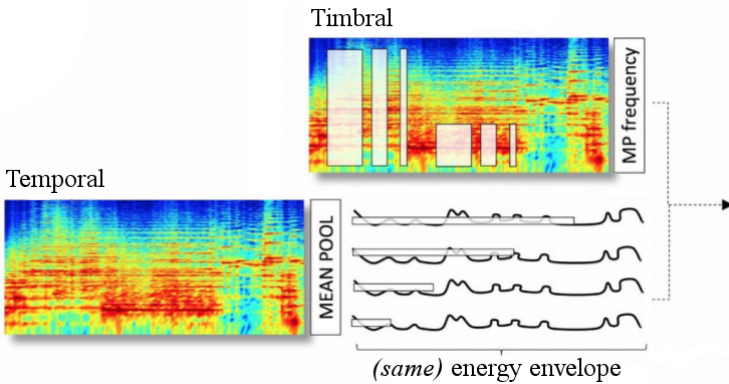 Timbral
MP frequency
Temporal
MEAN POOL
(same) energy envelope